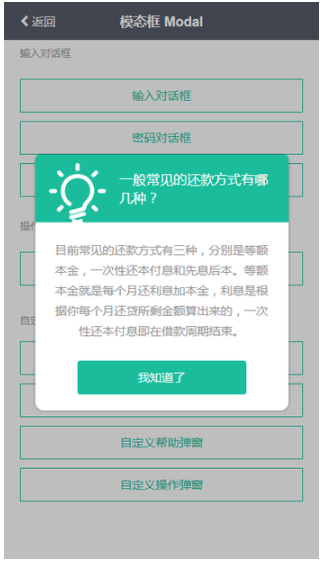 返回
模态框 Modal
输入对话框
输入对话框
密码对话框
一般常见的还款方式有哪
几种？
操作
目前常见的还款方式有三种，分别是等额
本金，一次性还本付息和先息后本。等额
本金就是每个月还利息加本金，利息是根
据你每个月还贷所剩金额算出来的，一次
性还本付息即在借款周期结束。
自定
我知道了
自定义帮助弹窗
自定义操作弹窗